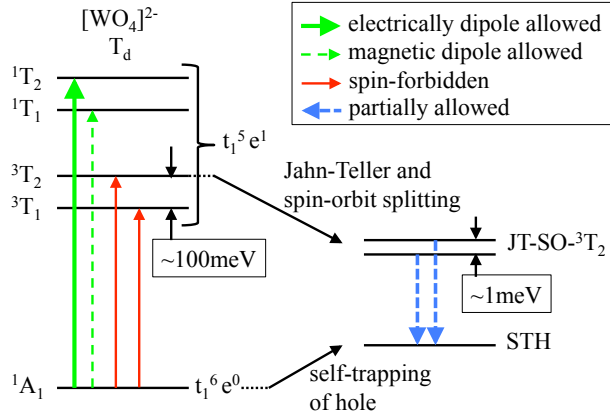 [WO₄]²⁻
T_d
¹T₂
¹T₁
³T₂
³T₁
¹A₁
t₁⁵ e¹
~100meV
t₁⁶ e⁰
electrically dipole allowed
magnetic dipole allowed
spin-forbidden
partially allowed
Jahn-Teller and
spin-orbit splitting
JT-SO-³T₂
~1meV
STH
self-trapping
of hole